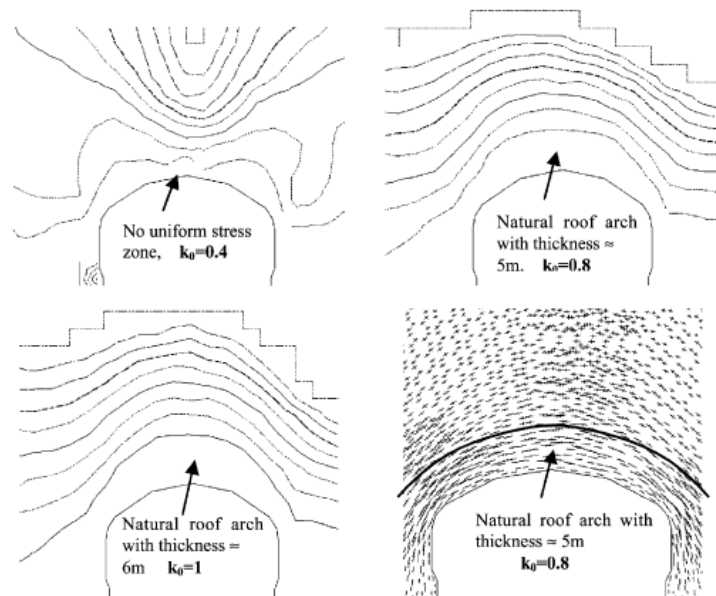 No uniform stress
zone, k₀=0.4
Natural roof arch
with thickness ≈
5m. k₀=0.8
Natural roof arch
with thickness ≈
6m k₀=1
Natural roof arch with
thickness ≈ 5m
k₀=0.8